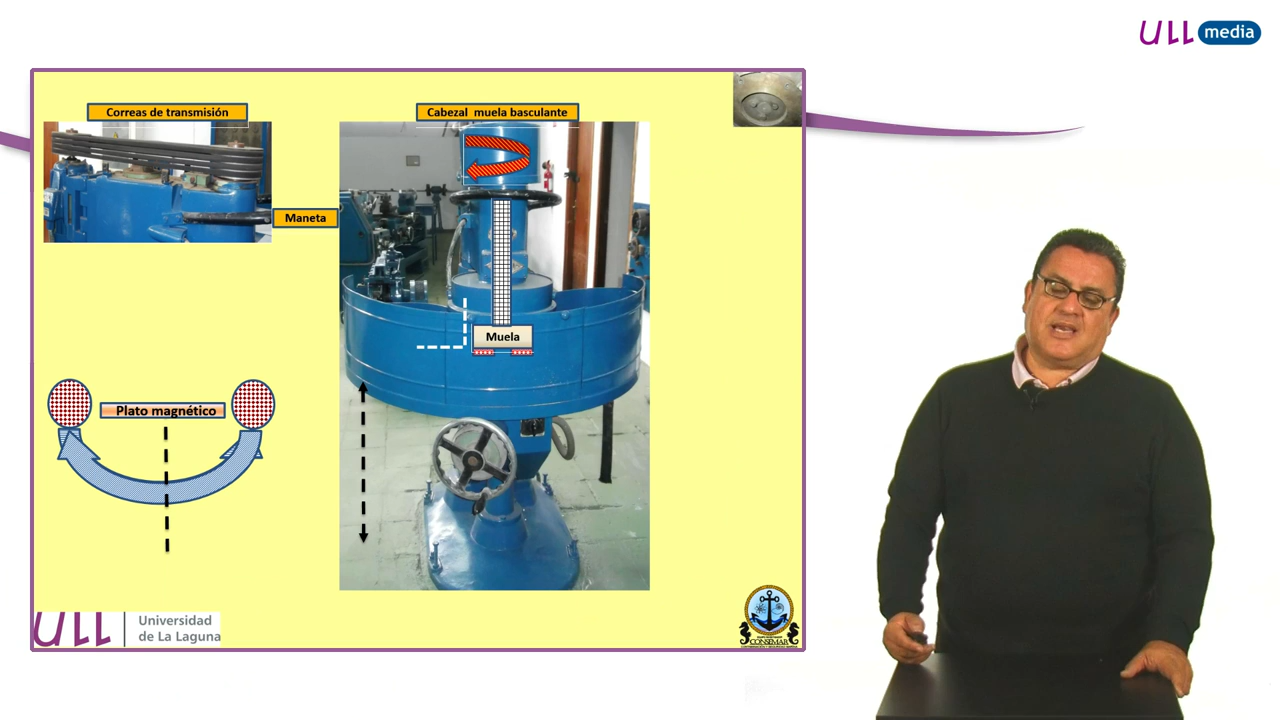 ULL media
Correas de transmisión
Cabezal muela basculante
Maneta
Muela
Plato magnético
ULL
Universidad
de La Laguna
CONSEMAR